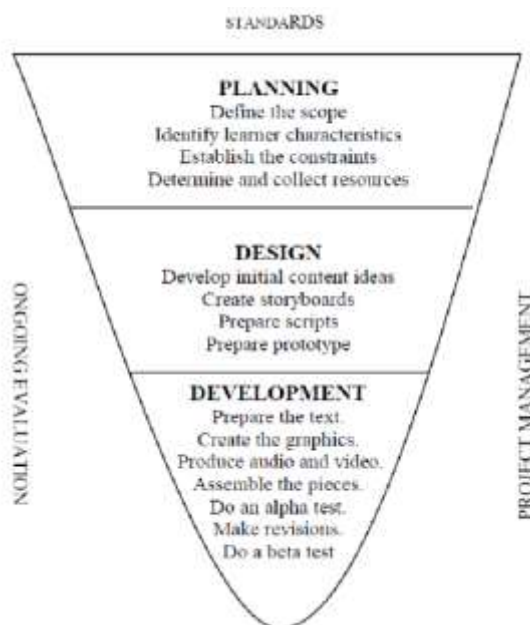 STANDARDS
PLANNING
Define the scope
Identify learner characteristics
Establish the constraints
Determine and collect resources
DESIGN
Develop initial content ideas
Create storyboards
Prepare scripts
Prepare prototype
DEVELOPMENT
Prepare the text.
Create the graphics.
Produce audio and video.
Assemble the pieces.
Do an alpha test.
Make revisions.
Do a beta test
ONGOING EVALUATION
PROJECT MANAGEMENT